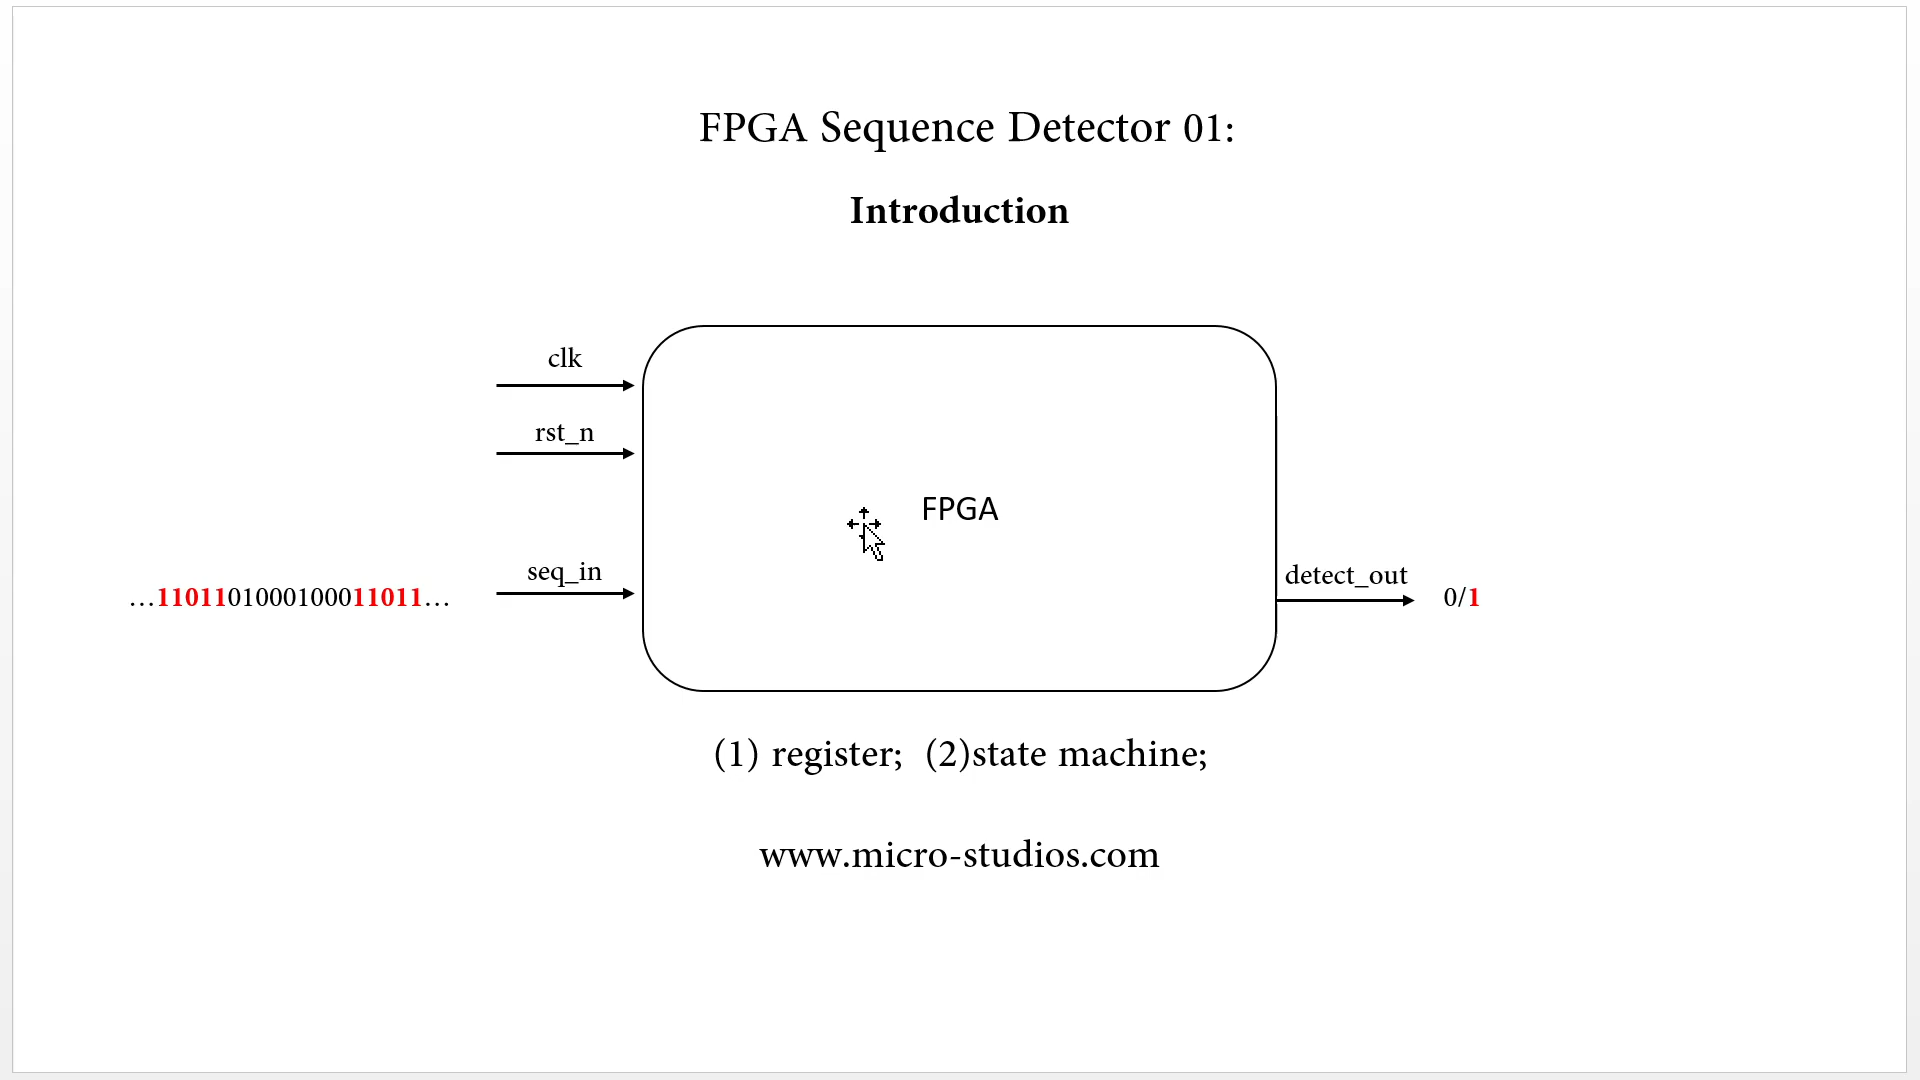 FPGA Sequence Detector 01:
Introduction
clk
rst_n
FPGA
seq_in
detect_out
…1101101000100011011…
0/1
(1) register;  (2)state machine;
www.micro-studios.com